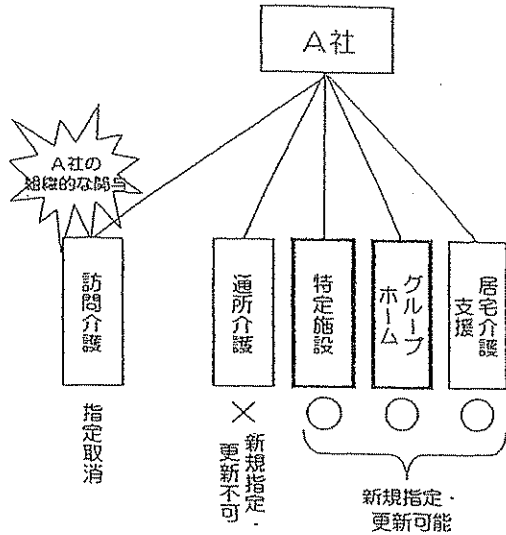 A社
A社の
組織的な関与
訪問介護
通所介護
特定施設
グループ
ホーム
居宅介護
支援
指定取消
新規指定・
更新不可
新規指定・
更新可能